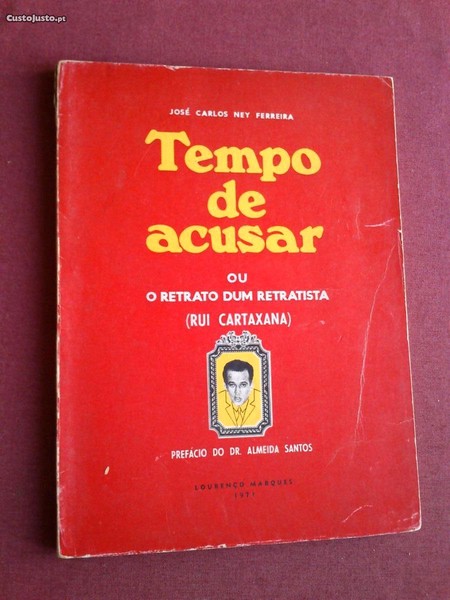 CustoJusto.pt
JOSÉ CARLOS NEY FERREIRA
Tempo
de
acusar
OU
O RETRATO DUM RETRATISTA
(RUI CARTAXANA)
PREFÁCIO DO DR. ALMEIDA SANTOS
LOURENÇO MARQUES
1971